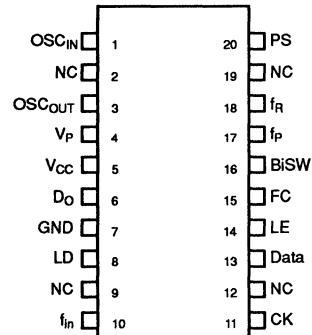 OSCIN 1 20 PS
NC 2 19 NC
OSCOUT 3 18 fR
VP 4 17 fP
VCC 5 16 BiSW
DO 6 15 FC
GND 7 14 LE
LD 8 13 Data
NC 9 12 NC
fin 10 11 CK